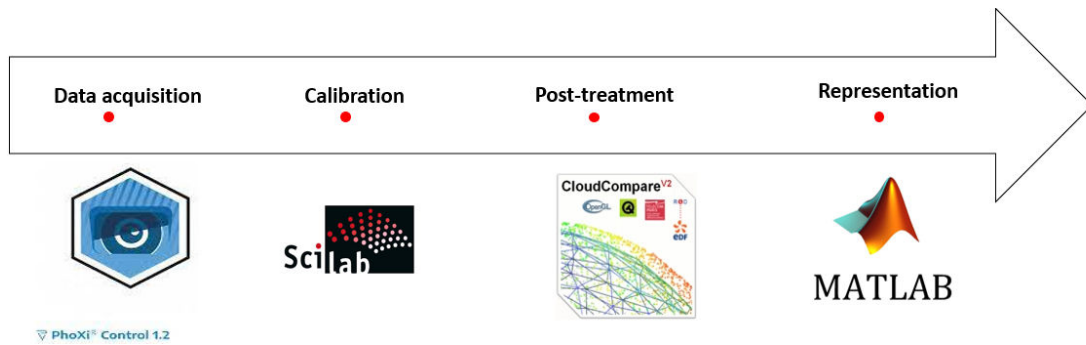 Data acquisition
Calibration
Post-treatment
Representation
CloudCompare V2
OpenGL
EDF
Scilab
MATLAB
PhoXi® Control 1.2